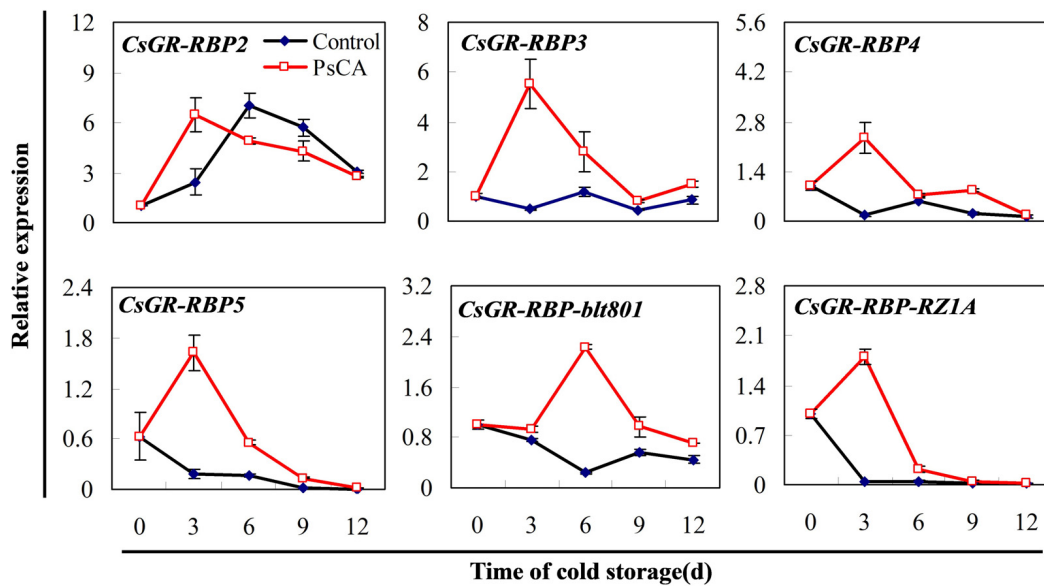 Relative expression
CsGR-RBP2
Control
PsCA
12
9
6
3
0
CsGR-RBP3
8
6
4
2
0
CsGR-RBP4
5.6
4.2
2.8
1.4
0
CsGR-RBP5
2.4
1.8
1.2
0.6
0
0 3 6 9 12
CsGR-RBP-blt801
3.2
2.4
1.6
0.8
0
0 3 6 9 12
CsGR-RBP-RZ1A
2.8
2.1
1.4
0.7
0
0 3 6 9 12
Time of cold storage(d)